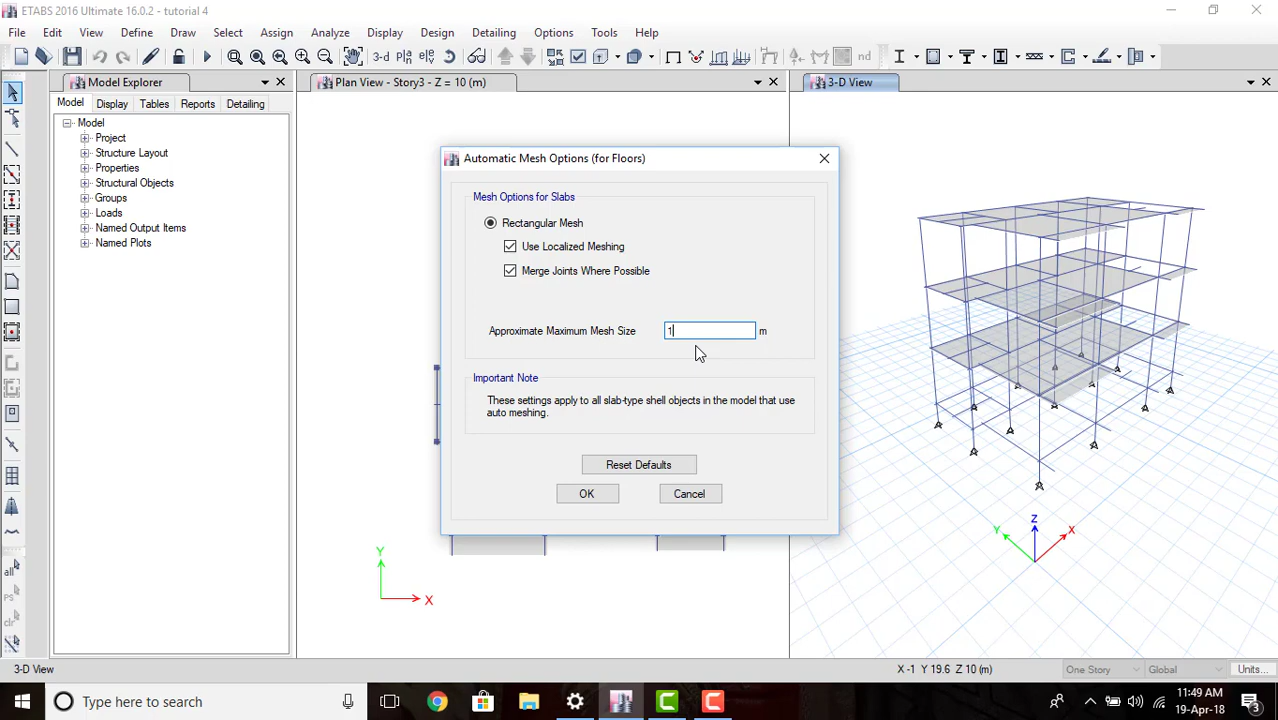 ETABS 2016 Ultimate 16.0.2 - tutorial 4
File Edit View Define Draw Select Assign Analyze Display Design Detailing Options Tools Help
3-d nd
Model Explorer
Plan View - Story3 - Z = 10 (m)
3-D View
Model Display Tables Reports Detailing
Model
Project
Structure Layout
Properties
Structural Objects
Groups
Loads
Named Output Items
Named Plots
Automatic Mesh Options (for Floors)
Mesh Options for Slabs
Rectangular Mesh
Use Localized Meshing
Merge Joints Where Possible
Approximate Maximum Mesh Size 1 m
Important Note
These settings apply to all slab-type shell objects in the model that use
auto meshing.
Reset Defaults
OK Cancel
Y
X
Z
Y X
all
PS
clr
3-D View
X -1 Y 19.6 Z 10 (m)
One Story
Global
Units...
Type here to search
11:49 AM
19-Apr-18
3